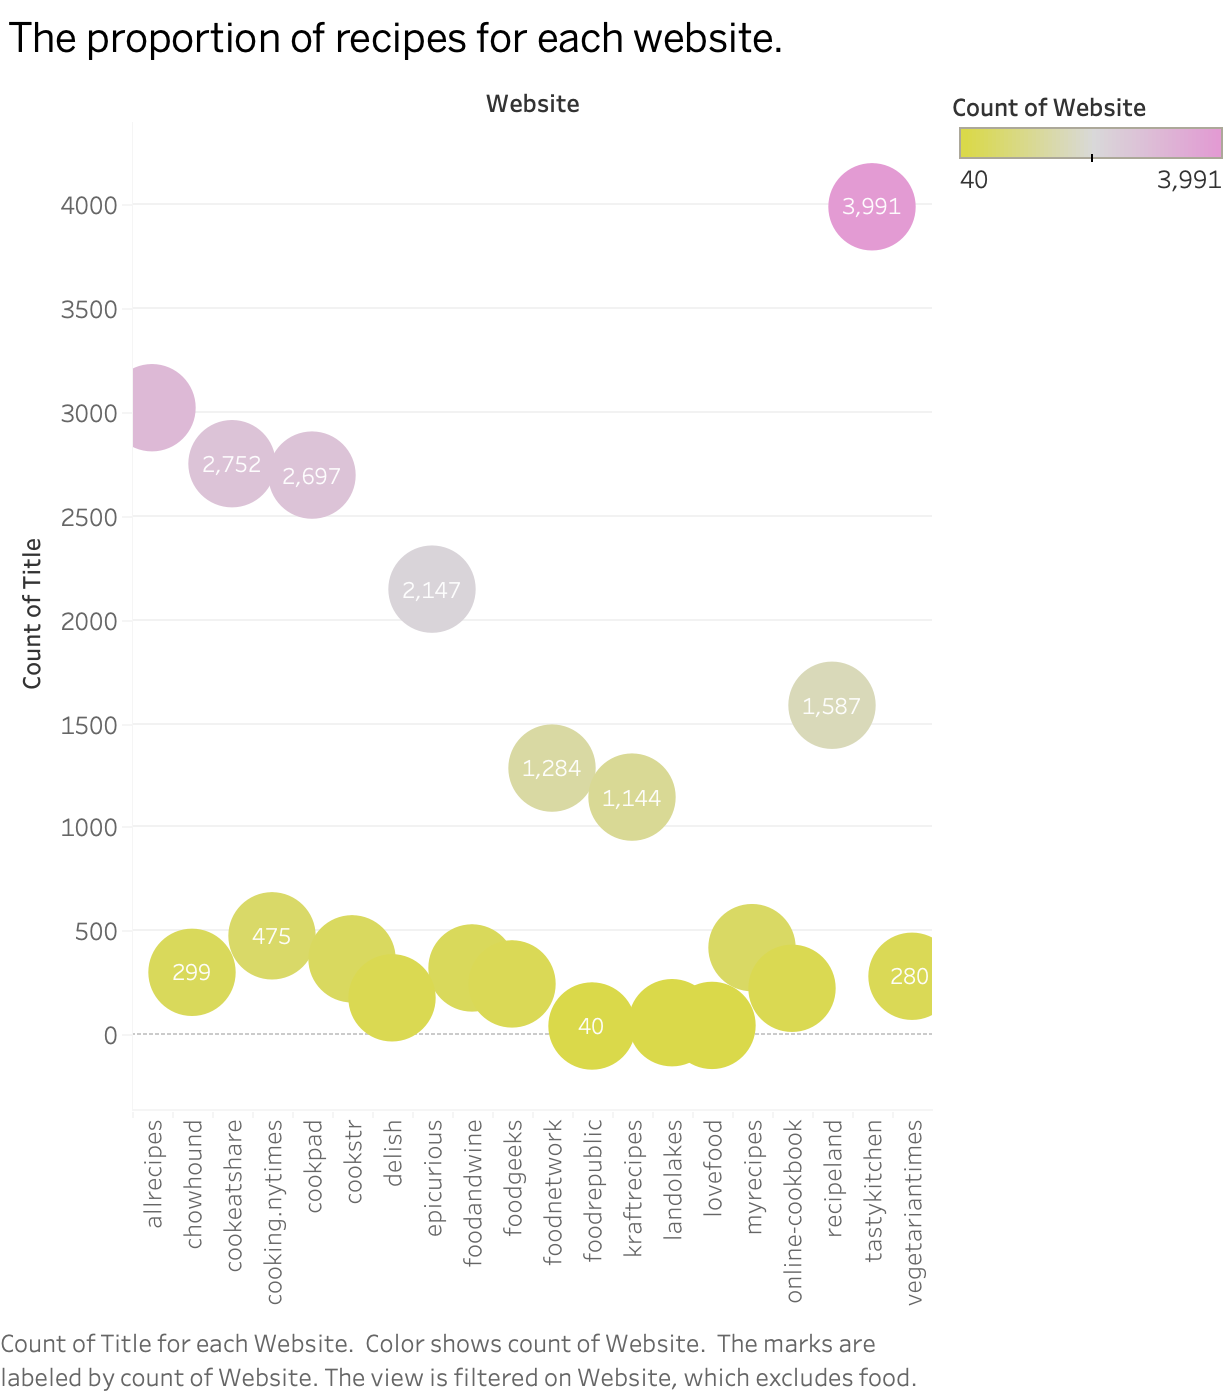 The proportion of recipes for each website.
Website
Count of Website
40
3,991
4000
3500
3000
2500
2000
1500
1000
500
0
Count of Title
3,991
2,752
2,697
2,147
1,587
1,284
1,144
475
299
280
40
allrecipes
chowhound
cookeatshare
cooking.nytimes
cookpad
cookstr
delish
epicurious
foodandwine
foodgeeks
foodnetwork
foodrepublic
kraftrecipes
landolakes
lovefood
myrecipes
online-cookbook
recipeland
tastykitchen
vegetariantimes
Count of Title for each Website. Color shows count of Website. The marks are
labeled by count of Website. The view is filtered on Website, which excludes food.